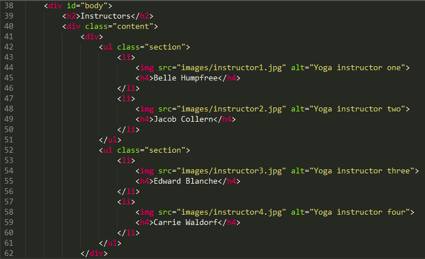 38 <div id="body">
39 <h2>Instructors</h2>
40 <div class="content">
41 <div>
42 <ul class="section">
43 <li>
44 <img src="images/instructor1.jpg" alt="Yoga instructor one">
45 <h4>Belle Humpfree</h4>
46 </li>
47 <li>
48 <img src="images/instructor2.jpg" alt="Yoga instructor two">
49 <h4>Jacob Collern</h4>
50 </li>
51 </ul>
52 <ul class="section">
53 <li>
54 <img src="images/instructor3.jpg" alt="Yoga instructor three">
55 <h4>Edward Blanche</h4>
56 </li>
57 <li>
58 <img src="images/instructor4.jpg" alt="Yoga instructor four">
59 <h4>Carrie Waldorf</h4>
60 </li>
61 </ul>
62 </div>